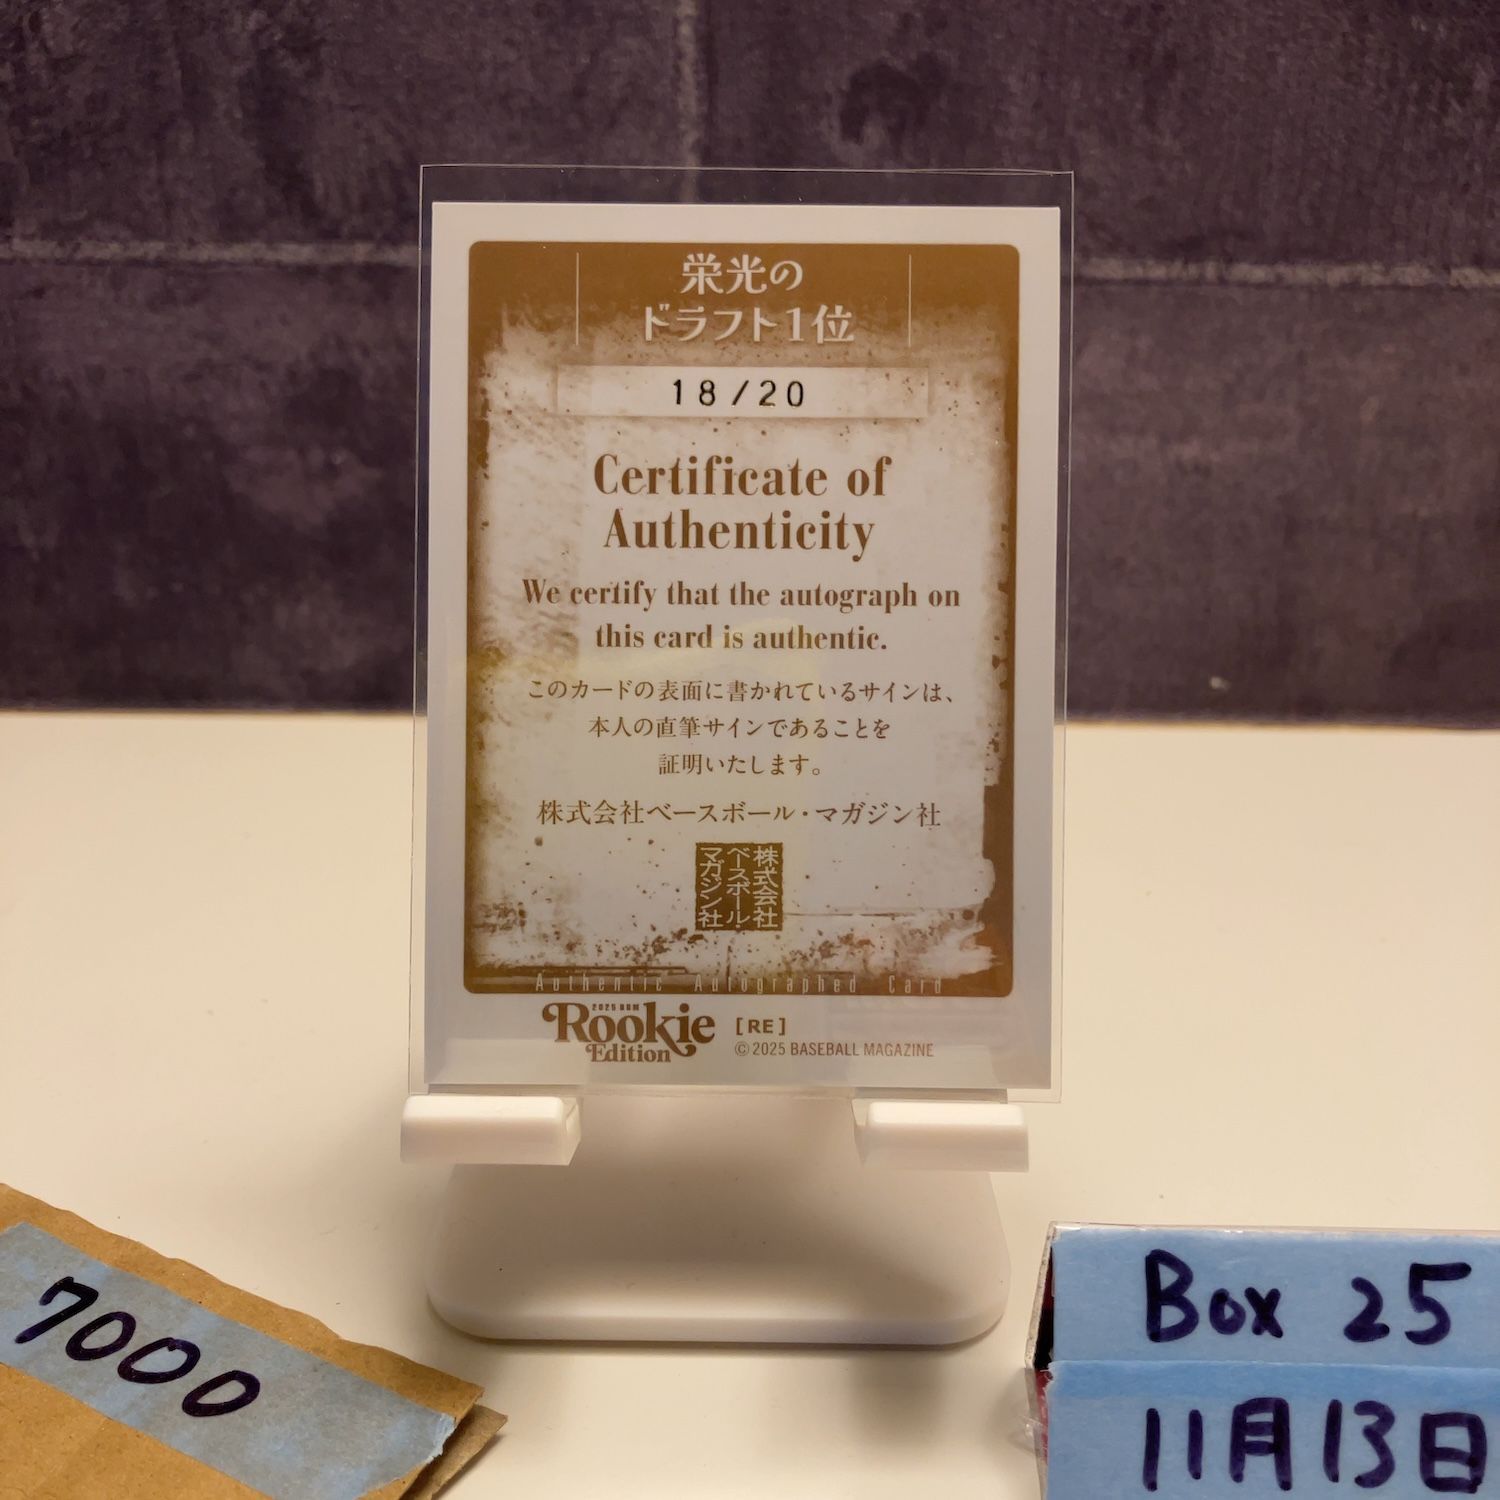 栄光の
ドラフト1位
18/20
Certificate of
Authenticity
We certify that the autograph on
this card is authentic.
このカードの表面に書かれているサインは、
本人の直筆サインであることを
証明いたします。
株式会社ベースボール・マガジン社
株式会社
ベースボール・
マガジン社
Authentic Autographed Card
2025 BBM
Rookie
Edition
[RE]
©2025 BASEBALL MAGAZINE
7000
Box 25
11月13日